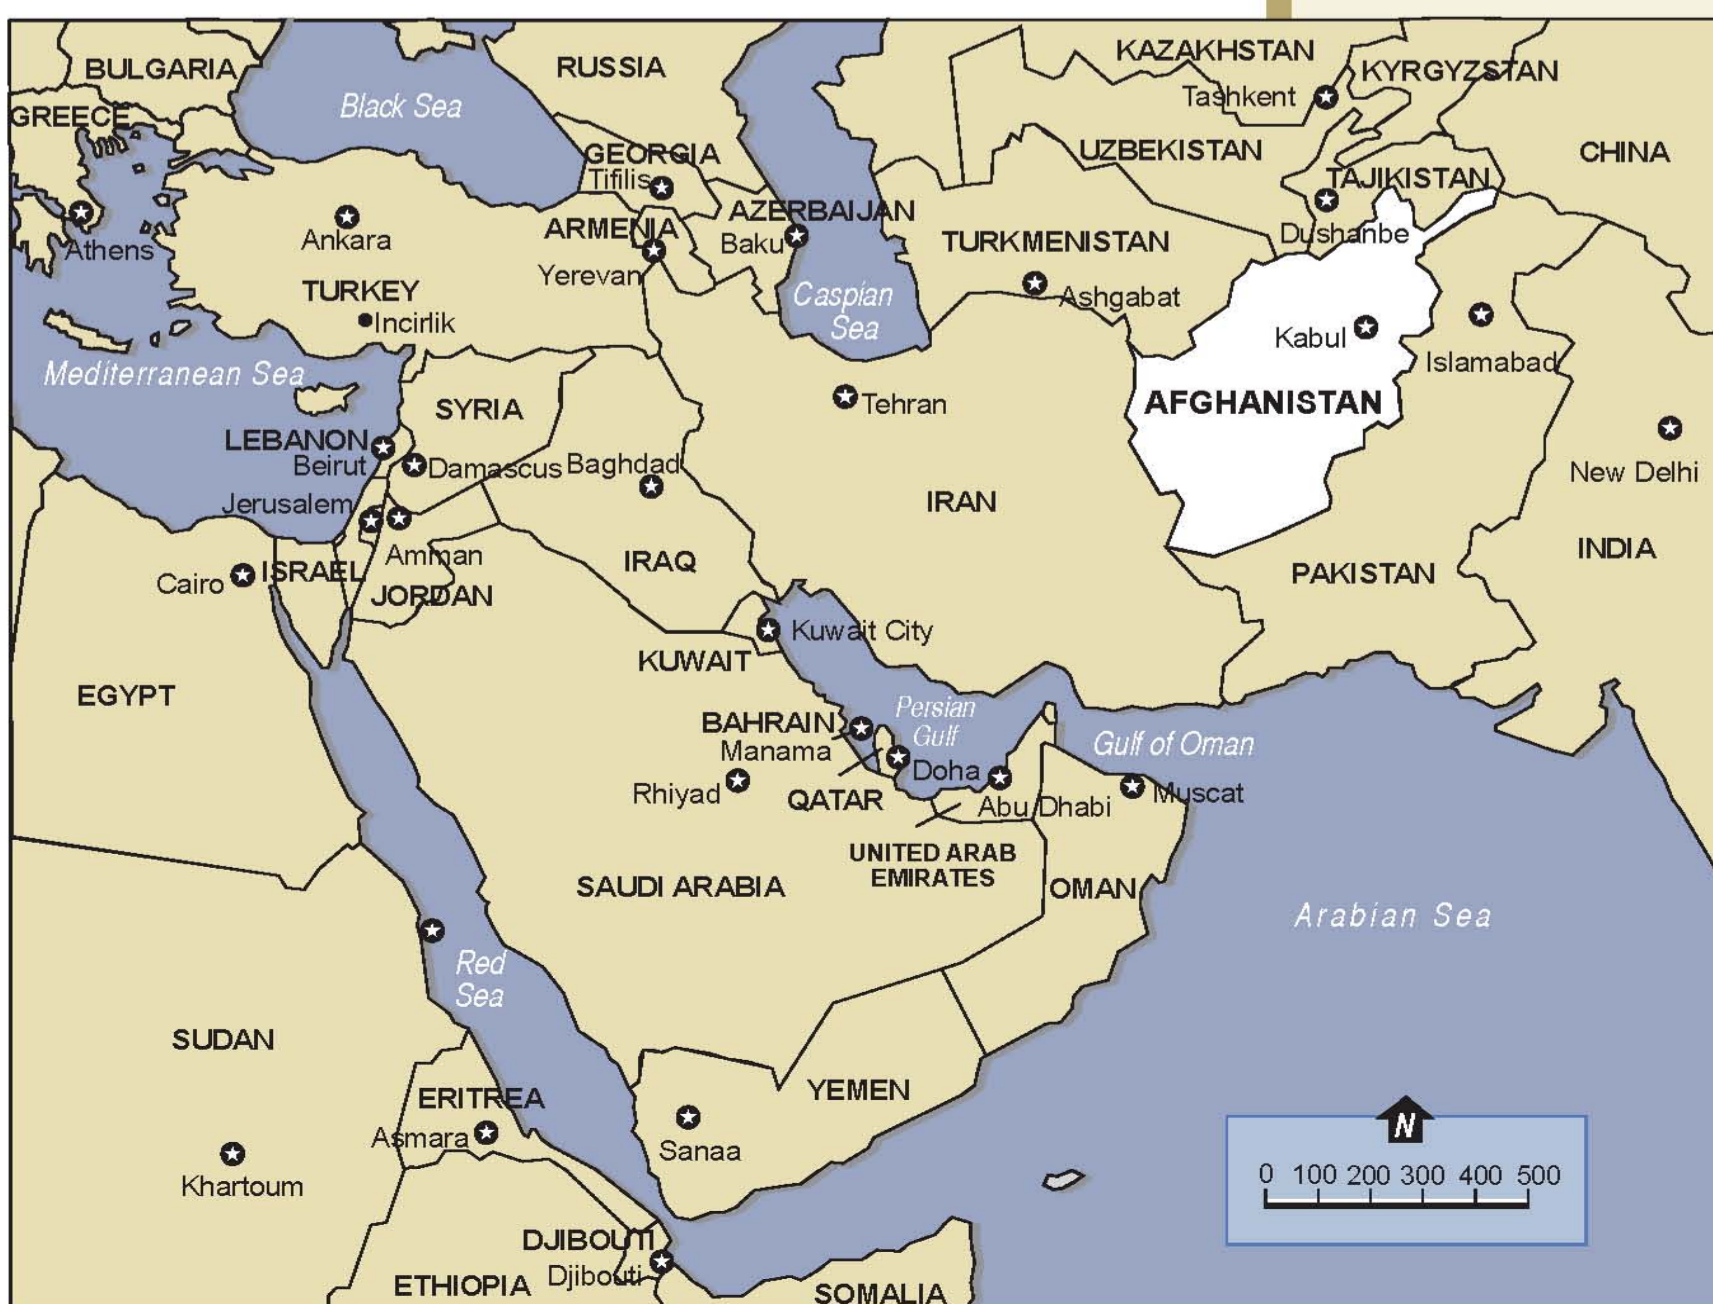 BULGARIA
GREECE
Black Sea
RUSSIA
KAZAKHSTAN
KYRGYZSTAN
Tashkent
GEORGIA
Tifilis
UZBEKISTAN
CHINA
TAJIKISTAN
Dushanbe
Athens
Ankara
ARMENIA
Yerevan
AZERBAIJAN
Baku
TURKMENISTAN
Ashgabat
TURKEY
Incirlik
Caspian
Sea
Kabul
Islamabad
Mediterranean Sea
SYRIA
Tehran
AFGHANISTAN
LEBANON
Beirut
Damascus
Baghdad
New Delhi
Jerusalem
IRAN
Amman
IRAQ
INDIA
Cairo
ISRAEL
JORDAN
PAKISTAN
Kuwait City
KUWAIT
EGYPT
Persian
Gulf
BAHRAIN
Manama
Gulf of Oman
Rhiyad
Doha
QATAR
Abu Dhabi
Muscat
UNITED ARAB
EMIRATES
SAUDI ARABIA
OMAN
Arabian Sea
Red
Sea
SUDAN
ERITREA
Asmara
YEMEN
Sanaa
Khartoum
N
0 100 200 300 400 500
DJIBOUTI
Djibouti
ETHIOPIA
SOMALIA